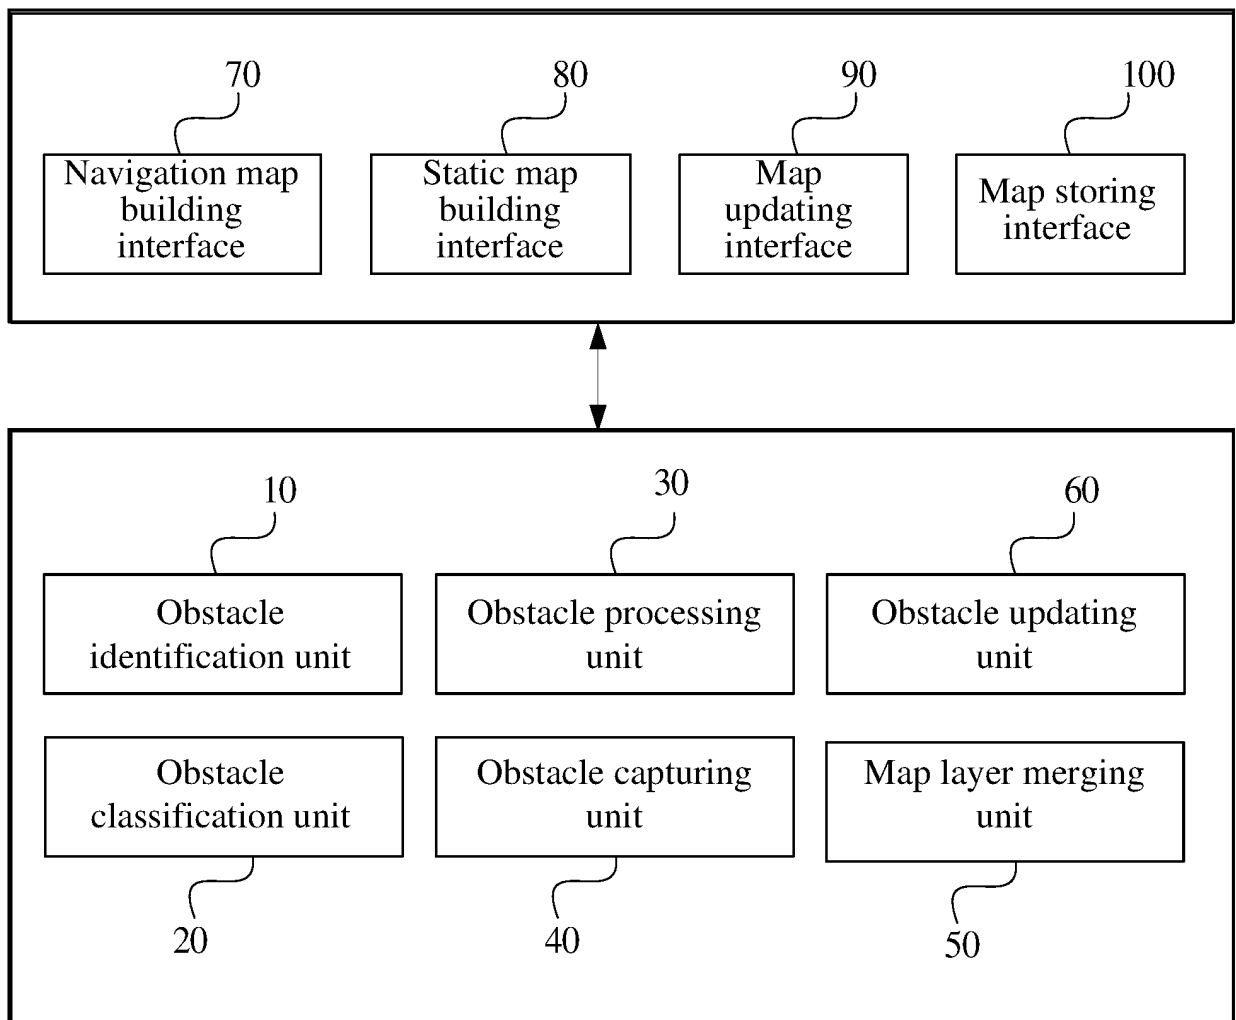 70
80
90
100
Navigation map
building
interface
Static map
building
interface
Map
updating
interface
Map storing
interface
10
30
60
Obstacle
identification unit
Obstacle processing
unit
Obstacle updating
unit
Obstacle
classification unit
Obstacle capturing
unit
Map layer merging
unit
20
40
50